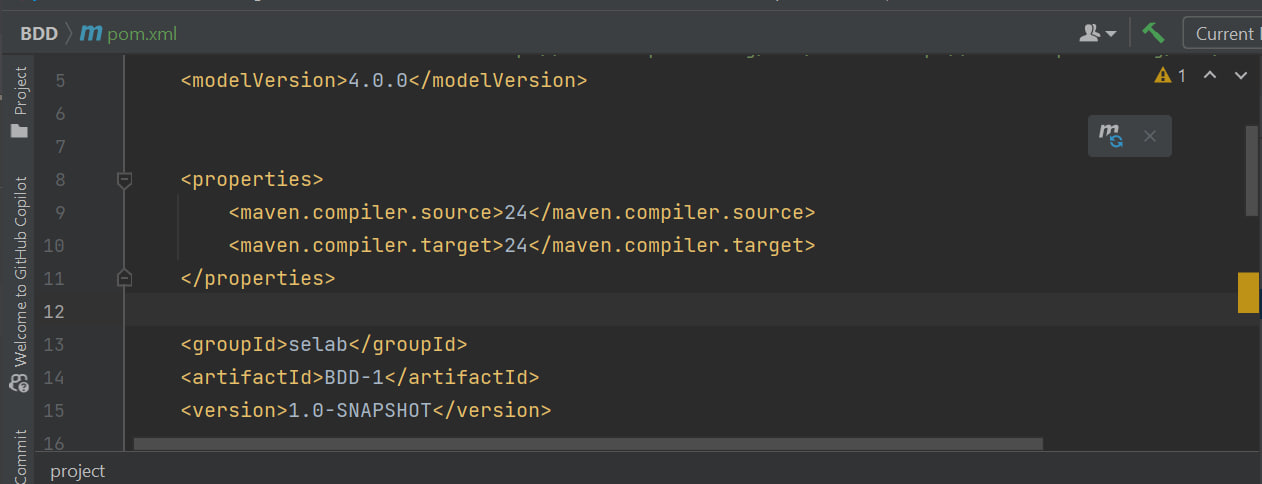 BDD pom.xml
Current
Project
Welcome to GitHub Copilot
Commit
1
5 <modelVersion>4.0.0</modelVersion>
6
7
8 <properties>
9 <maven.compiler.source>24</maven.compiler.source>
10 <maven.compiler.target>24</maven.compiler.target>
11 </properties>
12
13 <groupId>selab</groupId>
14 <artifactId>BDD-1</artifactId>
15 <version>1.0-SNAPSHOT</version>
16
project